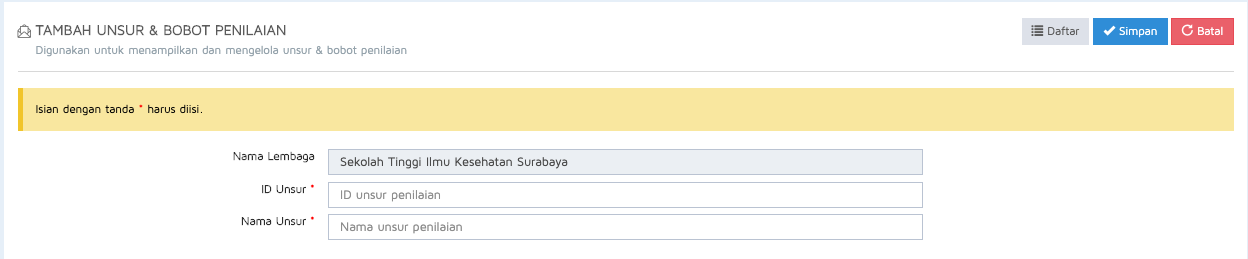 TAMBAH UNSUR & BOBOT PENILAIAN
Digunakan untuk menampilkan dan mengelola unsur & bobot penilaian
Daftar
Simpan
Batal
Isian dengan tanda * harus diisi.
Nama Lembaga
Sekolah Tinggi Ilmu Kesehatan Surabaya
ID Unsur *
ID unsur penilaian
Nama Unsur *
Nama unsur penilaian